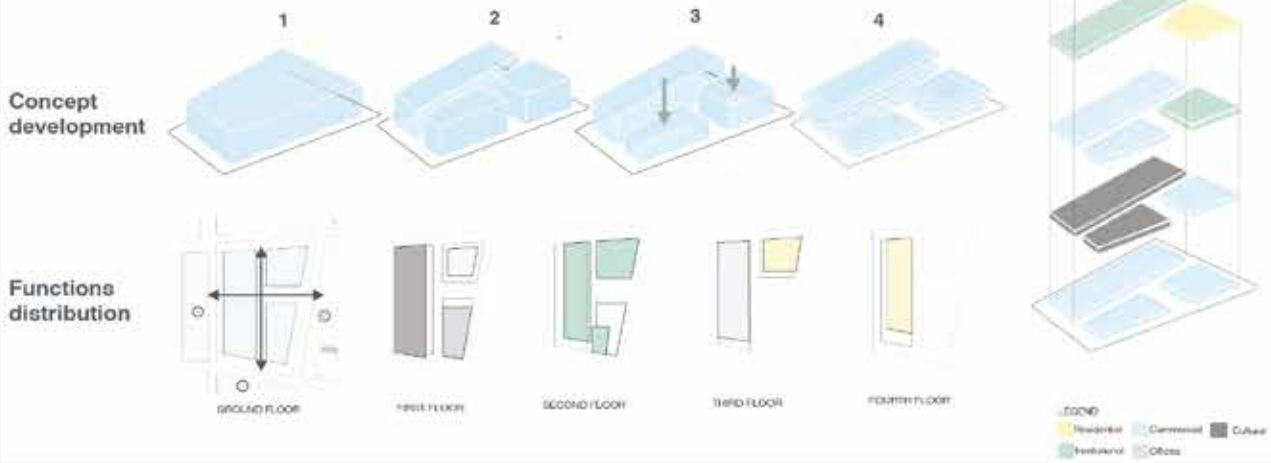 1
2
3
4
Concept
development
Functions
distribution
GROUND FLOOR
FIRST FLOOR
SECOND FLOOR
THIRD FLOOR
FOURTH FLOOR
LEGEND
Residential
Commercial
Cultural
Institutional
Offices